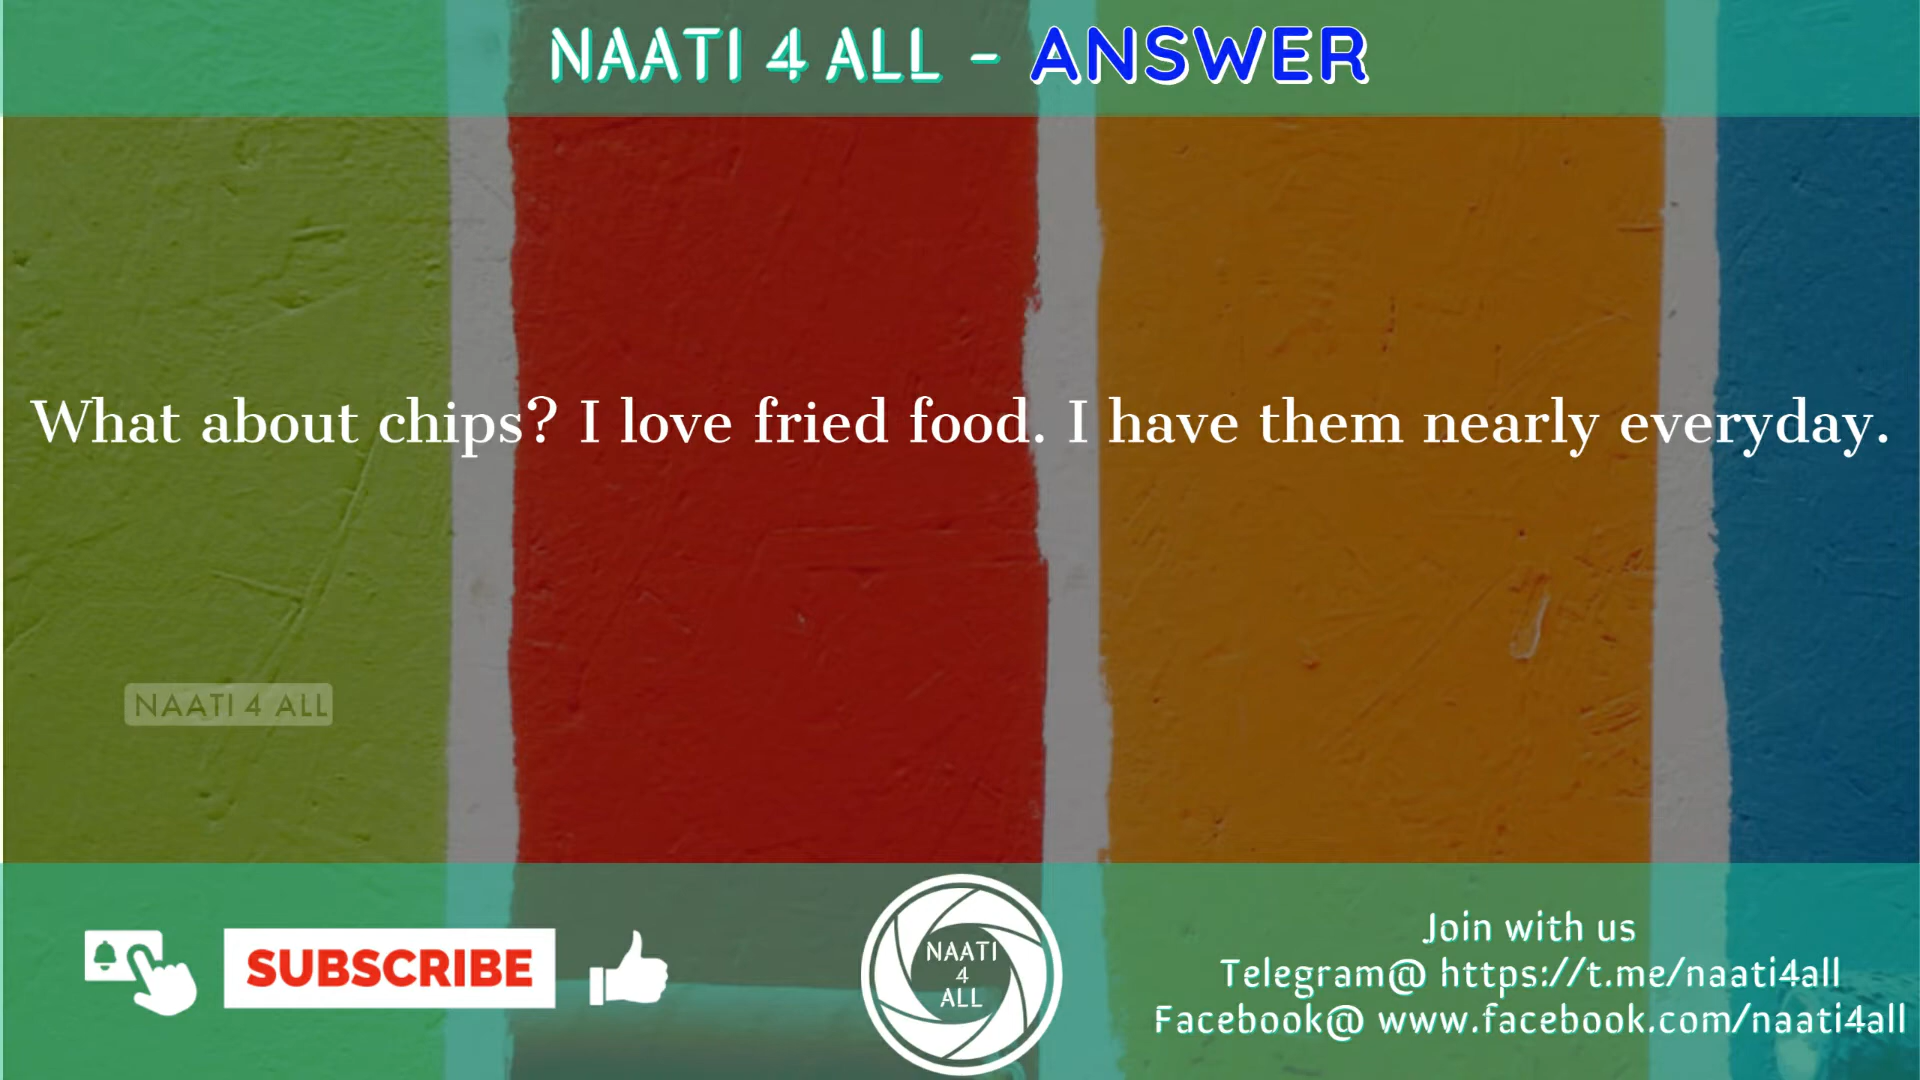 NAATI 4 ALL - ANSWER
What about chips? I love fried food. I have them nearly everyday.
NAATI 4 ALL
SUBSCRIBE
NAATI
4
ALL
Join with us
Telegram@ https://t.me/naati4all
Facebook@ www.facebook.com/naati4all